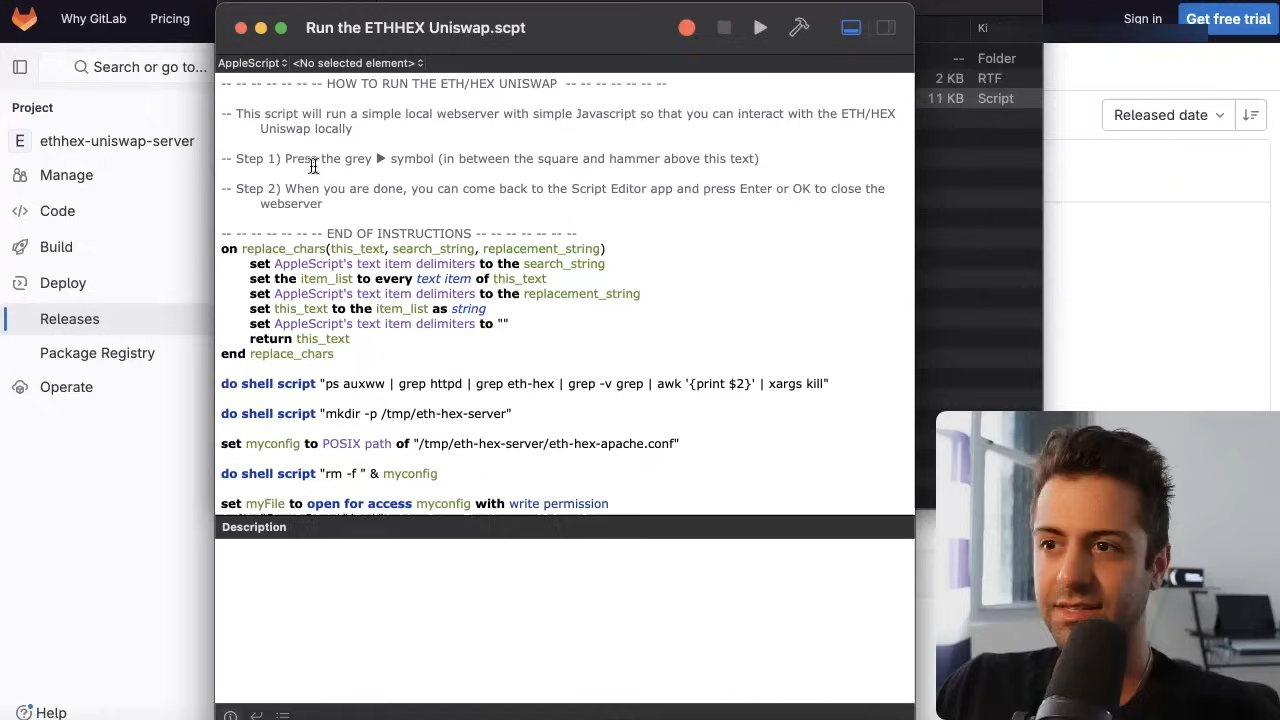 Why GitLab
Pricing
Run the ETHHEX Uniswap.scpt
Ki
Sign in
Get free trial
Search or go to...
AppleScript
<No selected element>
Folder
-- -- -- -- -- -- -- HOW TO RUN THE ETH/HEX UNISWAP -- -- -- -- -- -- --
2 KB
RTF
11 KB
Script
Released date
Project
-- This script will run a simple local webserver with simple Javascript so that you can interact with the ETH/HEX
Uniswap locally
E
ethhex-uniswap-server
-- Step 1) Press the grey ▶ symbol (in between the square and hammer above this text)
Manage
-- Step 2) When you are done, you can come back to the Script Editor app and press Enter or OK to close the
webserver
Code
-- -- -- -- -- -- -- END OF INSTRUCTIONS -- -- -- -- -- -- --
Build
on replace_chars(this_text, search_string, replacement_string)
set AppleScript's text item delimiters to the search_string
set the item_list to every text item of this_text
Deploy
set AppleScript's text item delimiters to the replacement_string
set this_text to the item_list as string
Releases
set AppleScript's text item delimiters to ""
return this_text
end replace_chars
Package Registry
do shell script "ps auxww | grep httpd | grep eth-hex | grep -v grep | awk '{print $2}' | xargs kill"
Operate
do shell script "mkdir -p /tmp/eth-hex-server"
set myconfig to POSIX path of "/tmp/eth-hex-server/eth-hex-apache.conf"
do shell script "rm -f " & myconfig
set myFile to open for access myconfig with write permission
Description
Help